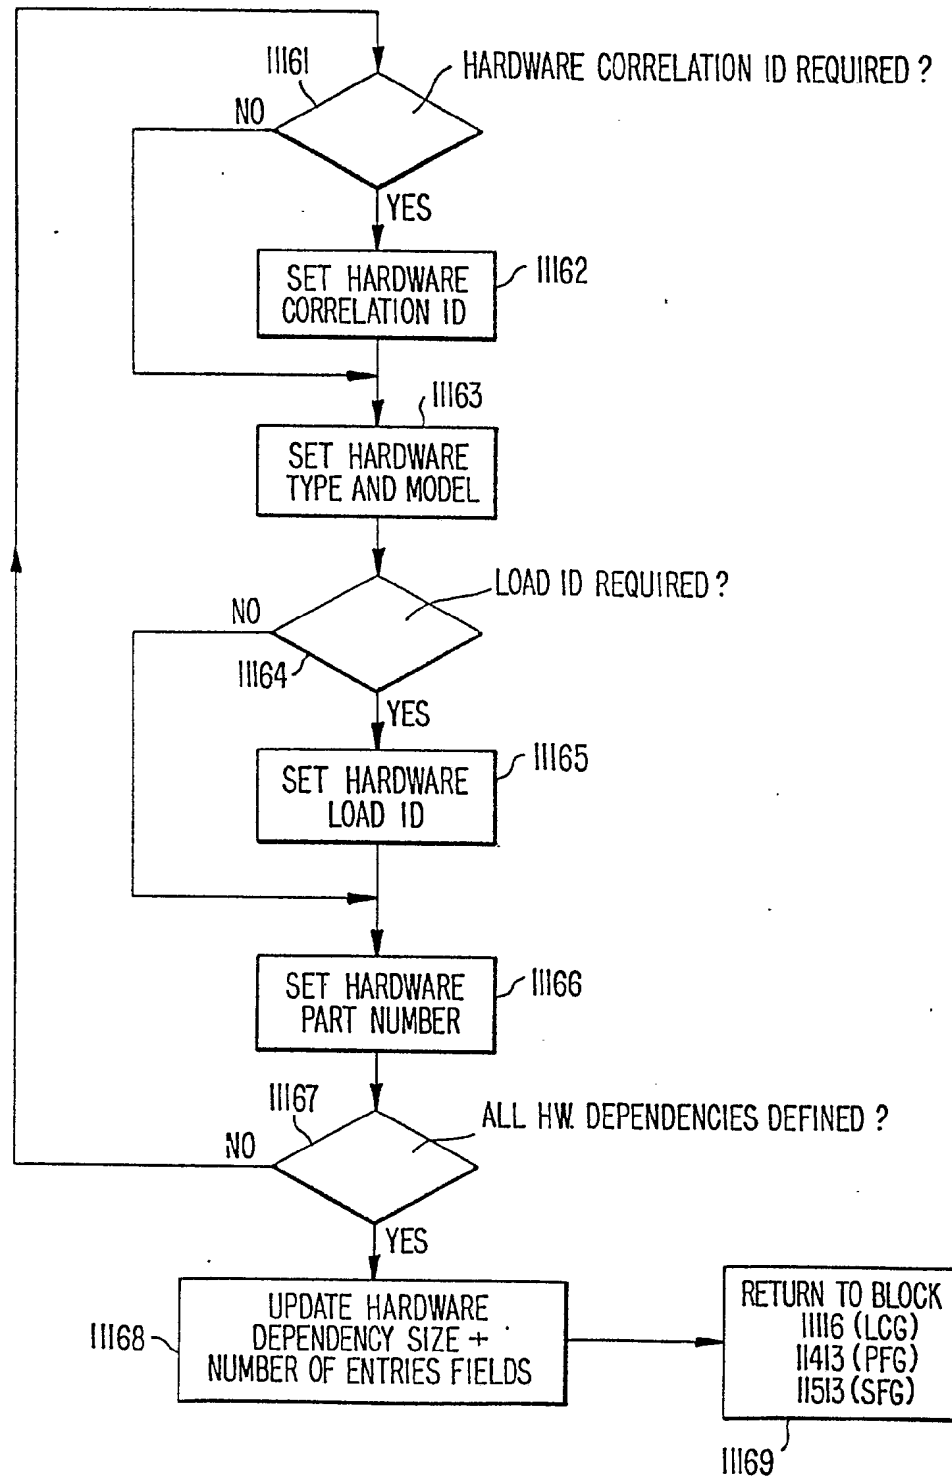 11161
HARDWARE CORRELATION ID REQUIRED ?
NO
YES
11162
SET HARDWARE
CORRELATION ID
11163
SET HARDWARE
TYPE AND MODEL
LOAD ID REQUIRED ?
NO
11164
YES
11165
SET HARDWARE
LOAD ID
11166
SET HARDWARE
PART NUMBER
11167
ALL HW. DEPENDENCIES DEFINED ?
NO
YES
11168
UPDATE HARDWARE
DEPENDENCY SIZE +
NUMBER OF ENTRIES FIELDS
RETURN TO BLOCK
11116 (LCG)
11413 (PFG)
11513 (SFG)
11169